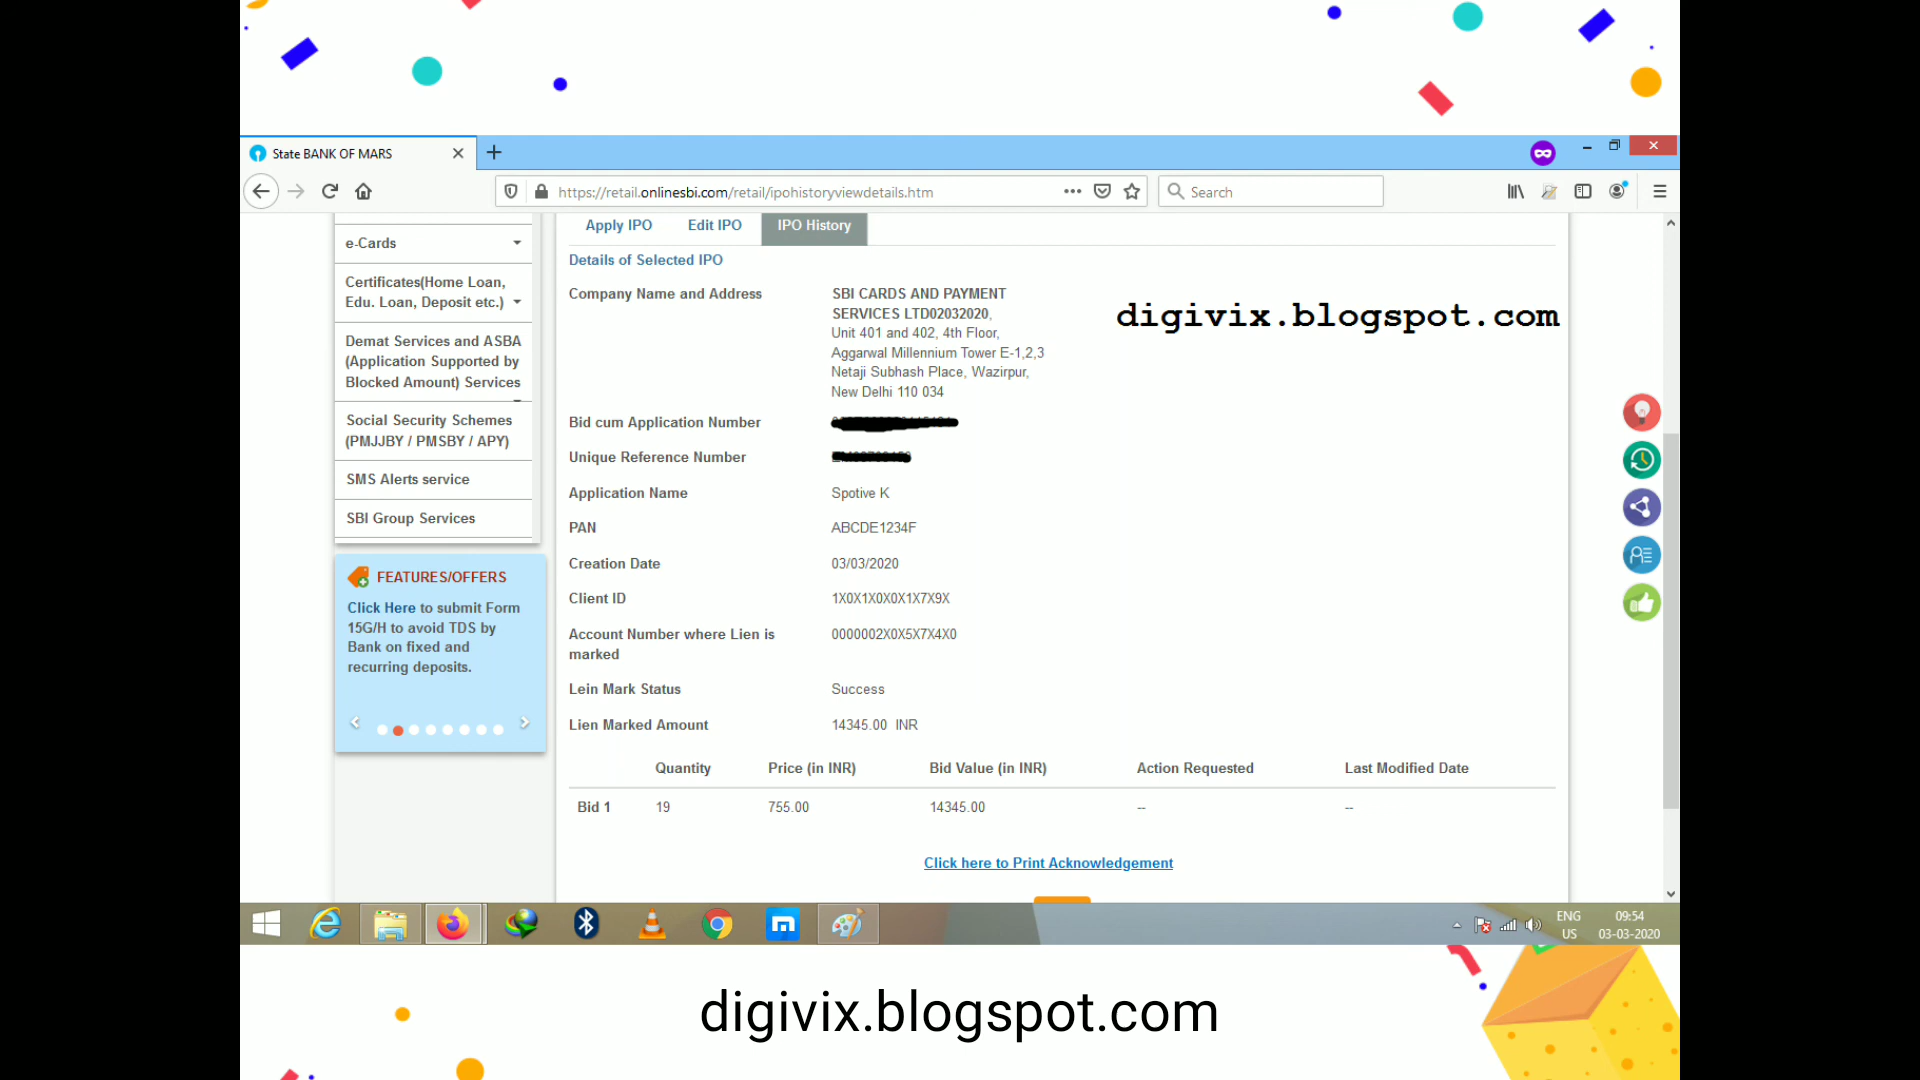 State BANK OF MARS
https://retail.onlinesbi.com/retail/ipohistoryviewdetails.htm
Search
Apply IPO Edit IPO IPO History
e-Cards
Certificates(Home Loan,
Edu. Loan, Deposit etc.)
Demat Services and ASBA
(Application Supported by
Blocked Amount) Services
Social Security Schemes
(PMJJBY / PMSBY / APY)
SMS Alerts service
SBI Group Services
FEATURES/OFFERS
Click Here to submit Form
15G/H to avoid TDS by
Bank on fixed and
recurring deposits.
Details of Selected IPO
Company Name and Address
SBI CARDS AND PAYMENT
SERVICES LTD02032020,
Unit 401 and 402, 4th Floor,
Aggarwal Millennium Tower E-1,2,3
Netaji Subhash Place, Wazirpur,
New Delhi 110 034
digivix.blogspot.com
Bid cum Application Number
Unique Reference Number
Application Name Spotive K
PAN ABCDE1234F
Creation Date 03/03/2020
Client ID 1X0X1X0X0X1X7X9X
Account Number where Lien is
marked
0000002X0X5X7X4X0
Lein Mark Status Success
Lien Marked Amount 14345.00 INR
Quantity Price (in INR) Bid Value (in INR) Action Requested Last Modified Date
Bid 1 19 755.00 14345.00 -- --
Click here to Print Acknowledgement
ENG
US
09:54
03-03-2020
digivix.blogspot.com